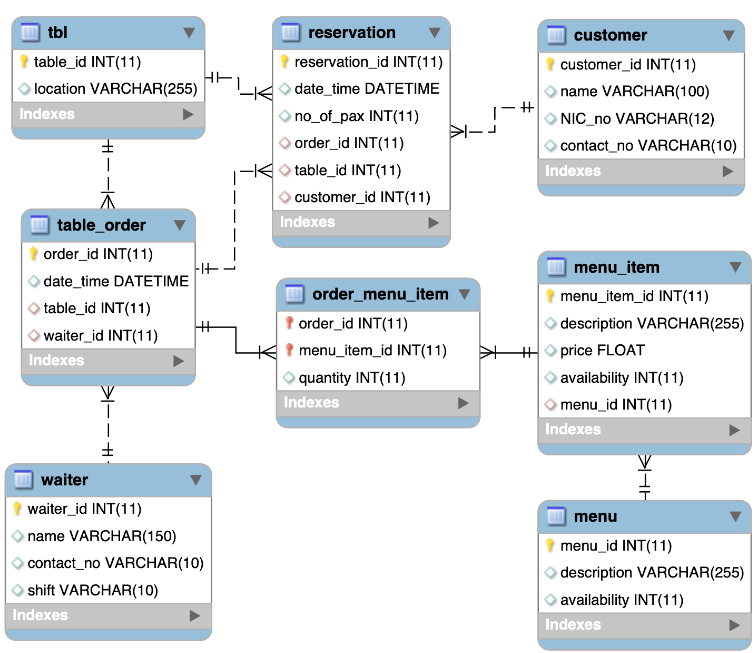 tbl
table_id INT(11)
location VARCHAR(255)
Indexes
reservation
reservation_id INT(11)
date_time DATETIME
no_of_pax INT(11)
order_id INT(11)
table_id INT(11)
customer_id INT(11)
Indexes
customer
customer_id INT(11)
name VARCHAR(100)
NIC_no VARCHAR(12)
contact_no VARCHAR(10)
Indexes
table_order
order_id INT(11)
date_time DATETIME
table_id INT(11)
waiter_id INT(11)
Indexes
order_menu_item
order_id INT(11)
menu_item_id INT(11)
quantity INT(11)
Indexes
menu_item
menu_item_id INT(11)
description VARCHAR(255)
price FLOAT
availability INT(11)
menu_id INT(11)
Indexes
waiter
waiter_id INT(11)
name VARCHAR(150)
contact_no VARCHAR(10)
shift VARCHAR(10)
Indexes
menu
menu_id INT(11)
description VARCHAR(255)
availability INT(11)
Indexes